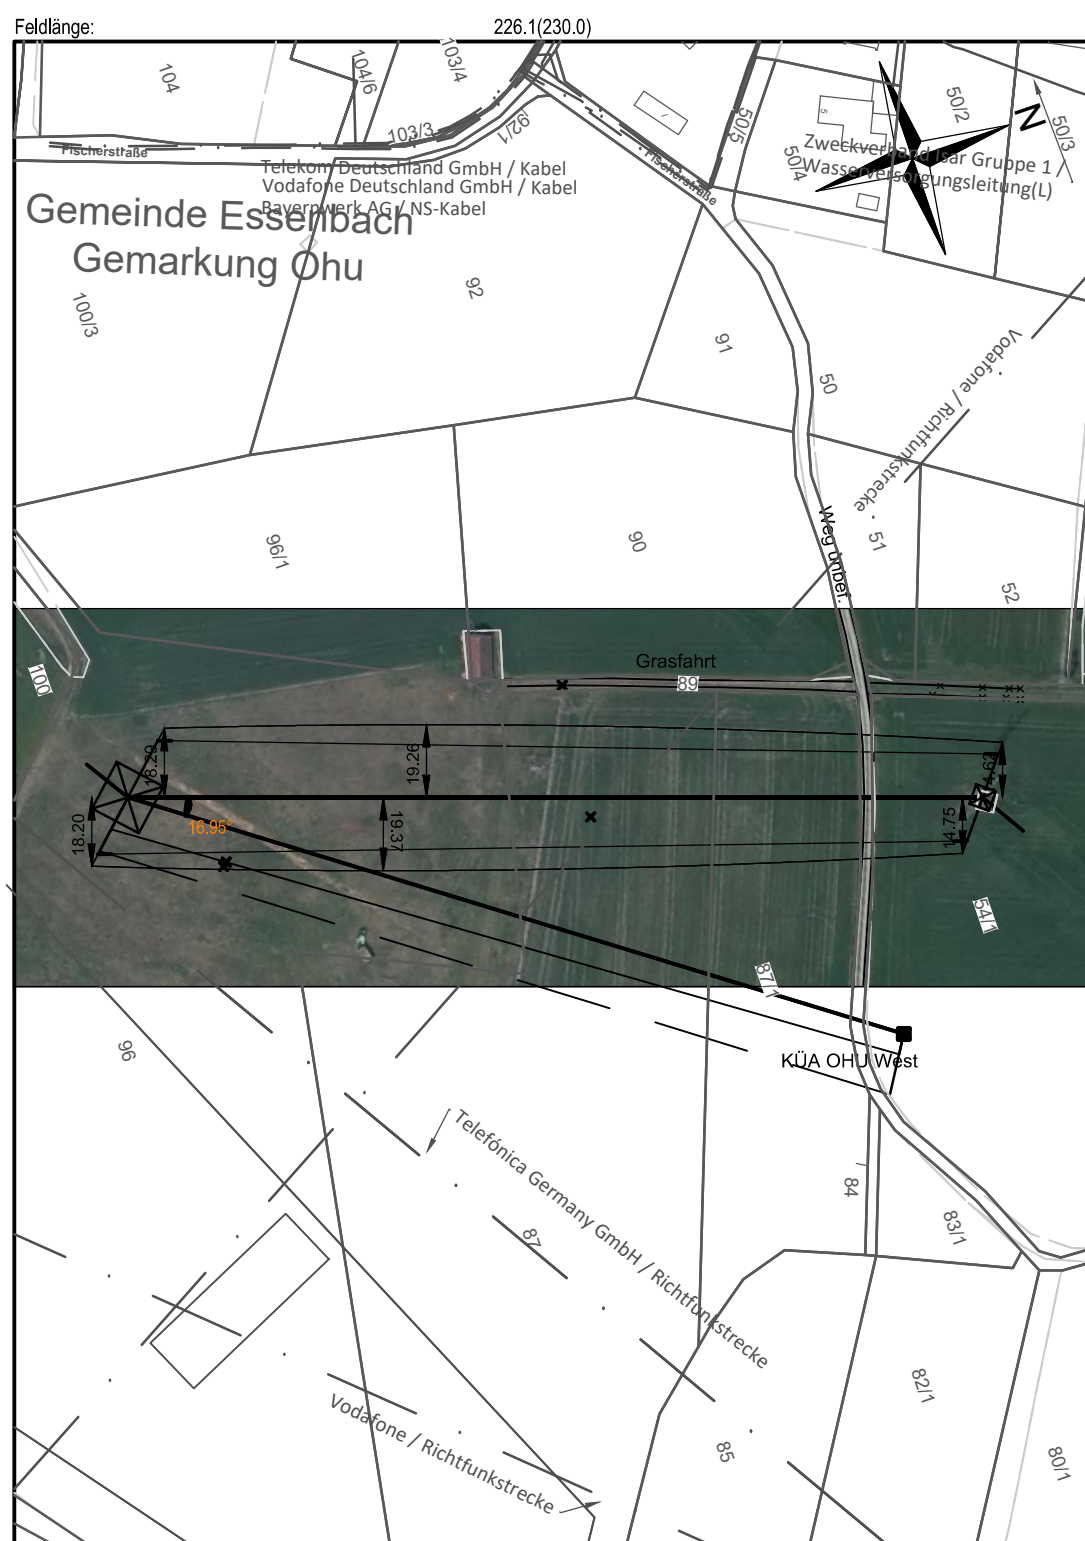 Feldlänge:
226.1(230.0)
104
104/6
103/4
103/3
92/1
50/5
50/4
5
50/2
50/3
N
Fischerstraße
Fischerstraße
Telekom Deutschland GmbH / Kabel
Vodafone Deutschland GmbH / Kabel
Bayernwerk AG / NS-Kabel
Zweckverband Isar Gruppe 1 /
Wasserversorgungsleitung(L)
Gemeinde Essenbach
Gemarkung Ohu
100/3
92
91
50
Vodafone / Richtfunkstrecke
96/1
90
Weg unbef.
51
52
100
Grasfahrt
89
18.29
19.26
18.20
16.95°
19.37
14.75
54/1
87/1
KÜA OHU West
96
Telefónica Germany GmbH / Richtfunkstrecke
87
84
83/1
82/1
Vodafone / Richtfunkstrecke
85
80/1